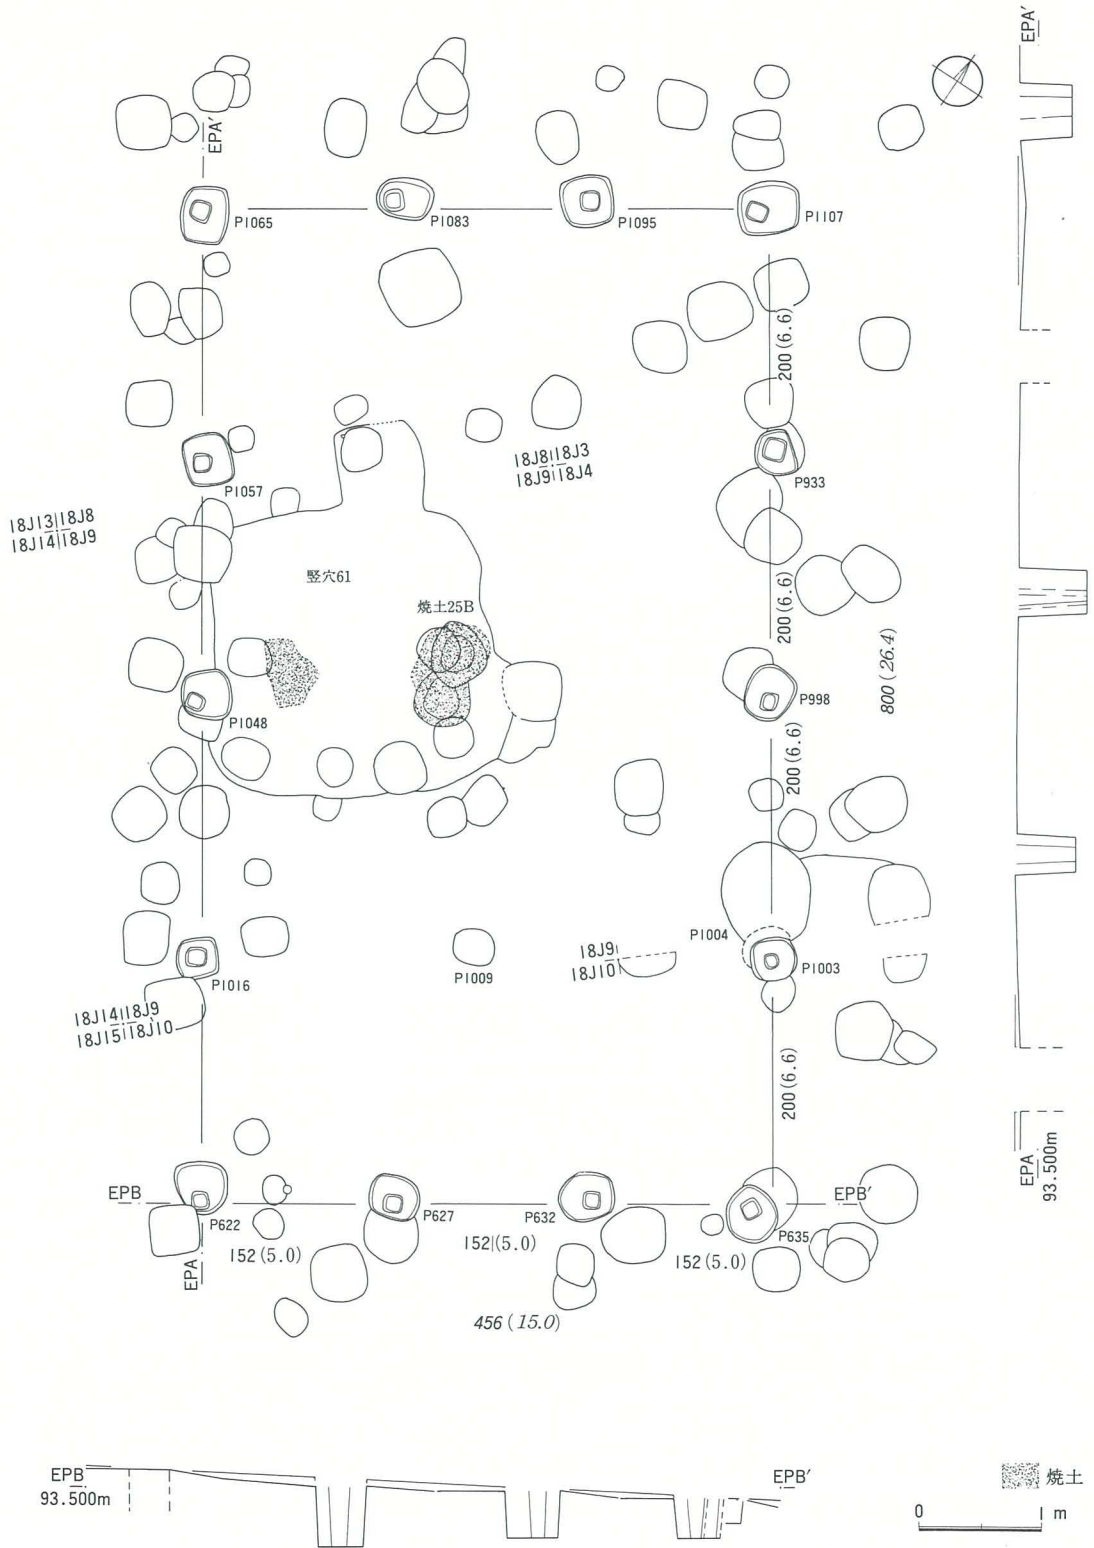 EPA′
EPA′
P1065
P1083
P1095
P1107
200(6.6)
18J8|18J3
18J9|18J4
P1057
P933
18J13|18J8
18J14|18J9
竪穴61
焼土25B
200(6.6)
800(26.4)
P1048
P998
200(6.6)
P1004
18J9
18J10
P1016
P1009
P1003
18J14|18J9
18J15|18J10
200(6.6)
EPA
93.500m
EPB
EPB′
P622
P627
P632
P635
EPA
152(5.0)
152(5.0)
152(5.0)
456(15.0)
EPB
93.500m
EPB′
焼土
0 1 m